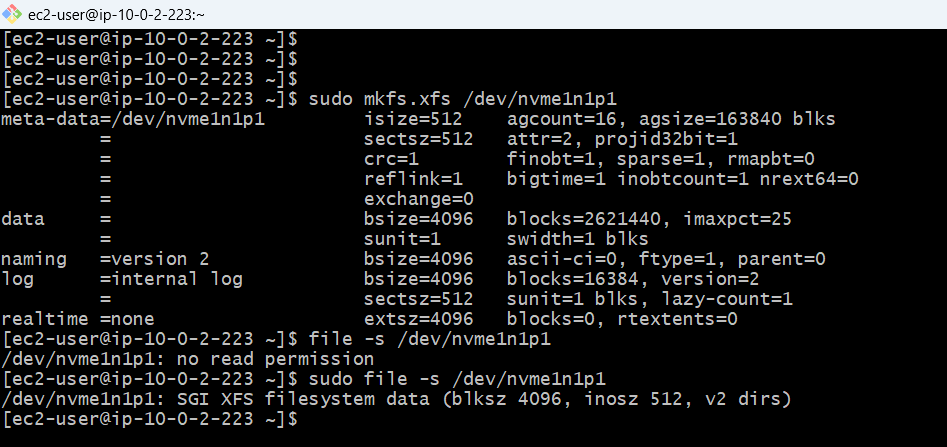 ec2-user@ip-10-0-2-223:~
[ec2-user@ip-10-0-2-223 ~]$
[ec2-user@ip-10-0-2-223 ~]$
[ec2-user@ip-10-0-2-223 ~]$
[ec2-user@ip-10-0-2-223 ~]$ sudo mkfs.xfs /dev/nvme1n1p1
meta-data=/dev/nvme1n1p1         isize=512    agcount=16, agsize=163840 blks
         =                       sectsz=512   attr=2, projid32bit=1
         =                       crc=1        finobt=1, sparse=1, rmapbt=0
         =                       reflink=1    bigtime=1 inobtcount=1 nrext64=0
         =                       exchange=0
data     =                       bsize=4096   blocks=2621440, imaxpct=25
         =                       sunit=1      swidth=1 blks
naming   =version 2              bsize=4096   ascii-ci=0, ftype=1, parent=0
log      =internal log           bsize=4096   blocks=16384, version=2
         =                       sectsz=512   sunit=1 blks, lazy-count=1
realtime =none                   extsz=4096   blocks=0, rtextents=0
[ec2-user@ip-10-0-2-223 ~]$ file -s /dev/nvme1n1p1
/dev/nvme1n1p1: no read permission
[ec2-user@ip-10-0-2-223 ~]$ sudo file -s /dev/nvme1n1p1
/dev/nvme1n1p1: SGI XFS filesystem data (blksz 4096, inosz 512, v2 dirs)
[ec2-user@ip-10-0-2-223 ~]$